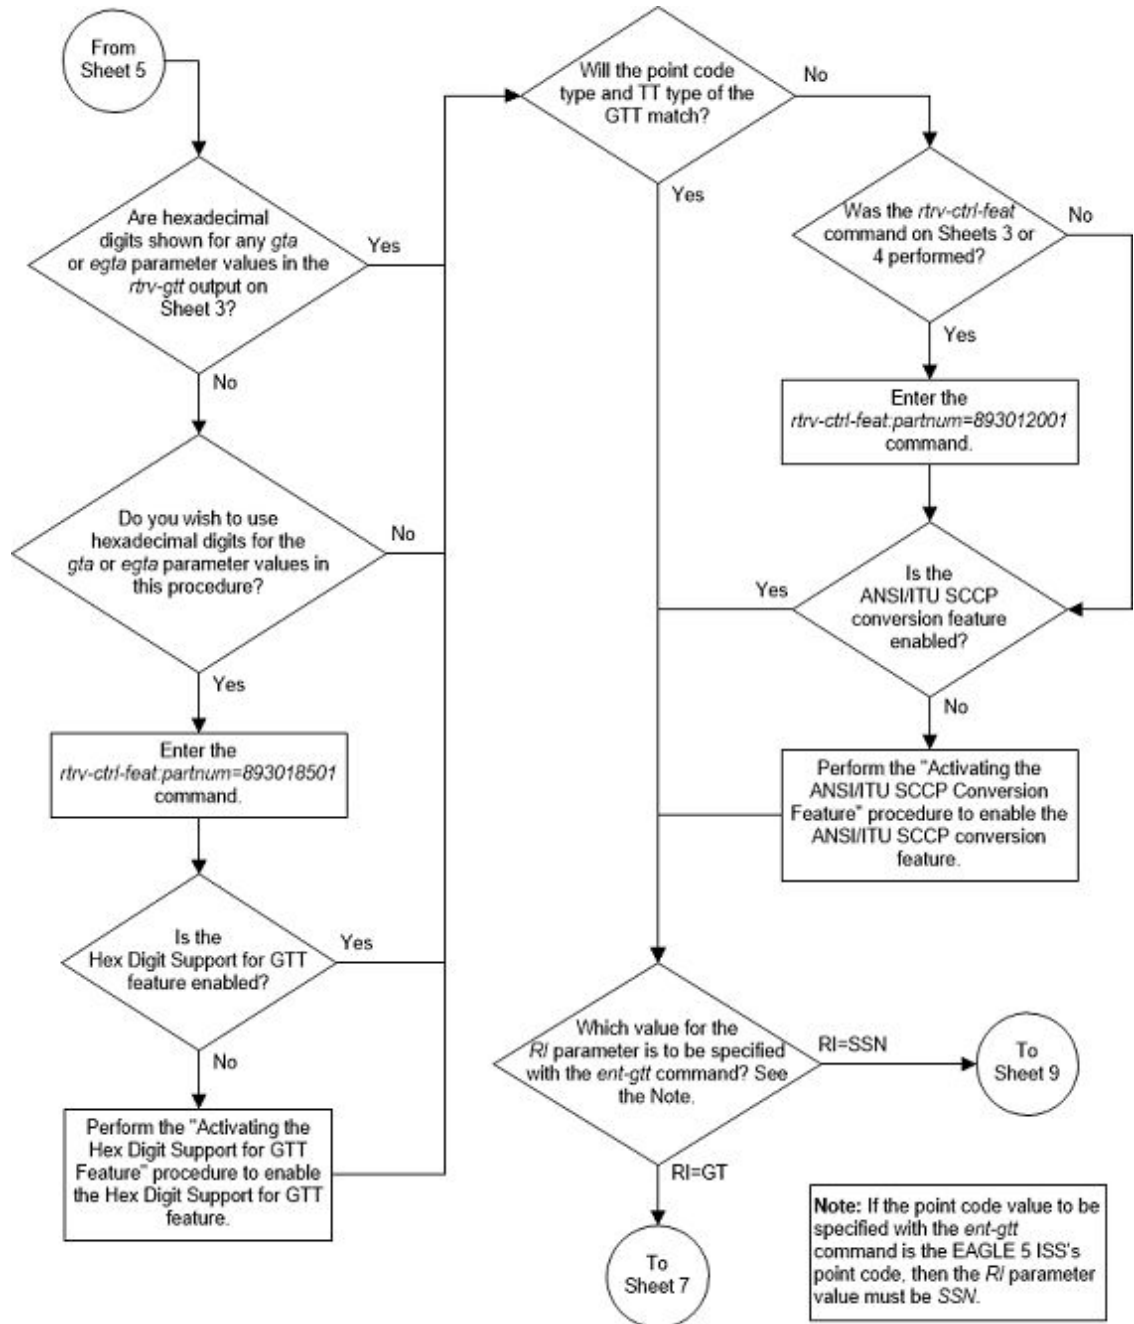 From
Sheet 5
Are hexadecimal
digits shown for any gta
or egta parameter values in the
rtrv-gtt output on
Sheet 3?
Yes
No
Do you wish to use
hexadecimal digits for the
gta or egta parameter values in
this procedure?
No
Yes
Enter the
rtrv-ctrl-feat:partnum=893018501
command.
Is the
Hex Digit Support for GTT
feature enabled?
Yes
No
Perform the "Activating the
Hex Digit Support for GTT
Feature" procedure to enable
the Hex Digit Support for GTT
feature.
Will the point code
type and TT type of the
GTT match?
No
Yes
Was the rtrv-ctrl-feat
command on Sheets 3 or
4 performed?
No
Yes
Enter the
rtrv-ctrl-feat:partnum=893012001
command.
Is the
ANSI/ITU SCCP
conversion feature
enabled?
Yes
No
Perform the "Activating the
ANSI/ITU SCCP Conversion
Feature" procedure to enable the
ANSI/ITU SCCP conversion
feature.
Which value for the
RI parameter is to be specified
with the ent-gtt command? See
the Note.
RI=SSN
To
Sheet 9
RI=GT
To
Sheet 7
Note: If the point code value to be
specified with the ent-gtt
command is the EAGLE 5 ISS's
point code, then the RI parameter
value must be SSN.